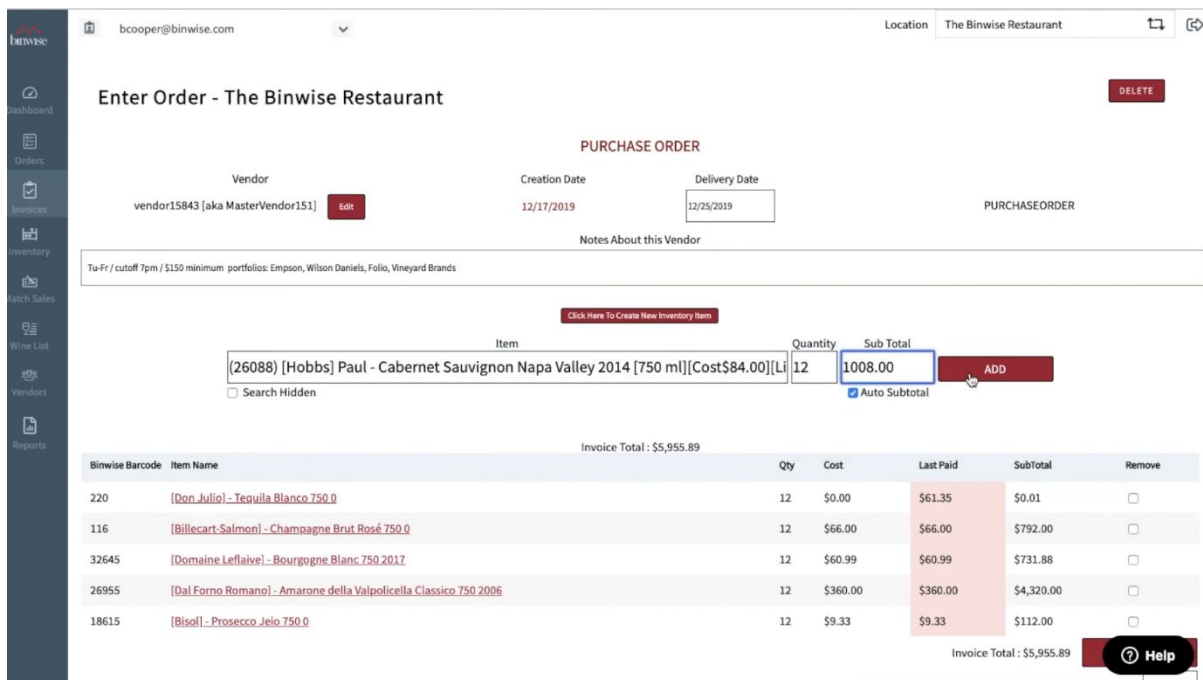 binwise
bcooper@binwise.com
Location The Binwise Restaurant
Dashboard
Orders
Invoices
Inventory
Match Sales
Wine List
Vendors
Reports
Enter Order - The Binwise Restaurant
DELETE
PURCHASE ORDER
Vendor Creation Date Delivery Date
vendor15843 [aka MasterVendor151] Edit 12/17/2019 12/25/2019 PURCHASEORDER
Notes About this Vendor
Tu-Fr / cutoff 7pm / $150 minimum portfolios: Empson, Wilson Daniels, Folio, Vineyard Brands
Click Here To Create New Inventory Item
Item Quantity Sub Total
(26088) [Hobbs] Paul - Cabernet Sauvignon Napa Valley 2014 [750 ml][Cost$84.00][Li 12 1008.00 ADD
Search Hidden Auto Subtotal
Invoice Total : $5,955.89
Binwise Barcode Item Name Qty Cost Last Paid SubTotal Remove
220 [Don Julio] - Tequila Blanco 750 0 12 $0.00 $61.35 $0.01
116 [Billecart-Salmon] - Champagne Brut Rosé 750 0 12 $66.00 $66.00 $792.00
32645 [Domaine Leflaive] - Bourgogne Blanc 750 2017 12 $60.99 $60.99 $731.88
26955 [Dal Forno Romano] - Amarone della Valpolicella Classico 750 2006 12 $360.00 $360.00 $4,320.00
18615 [Bisol] - Prosecco Jeio 750 0 12 $9.33 $9.33 $112.00
Invoice Total : $5,955.89
Help